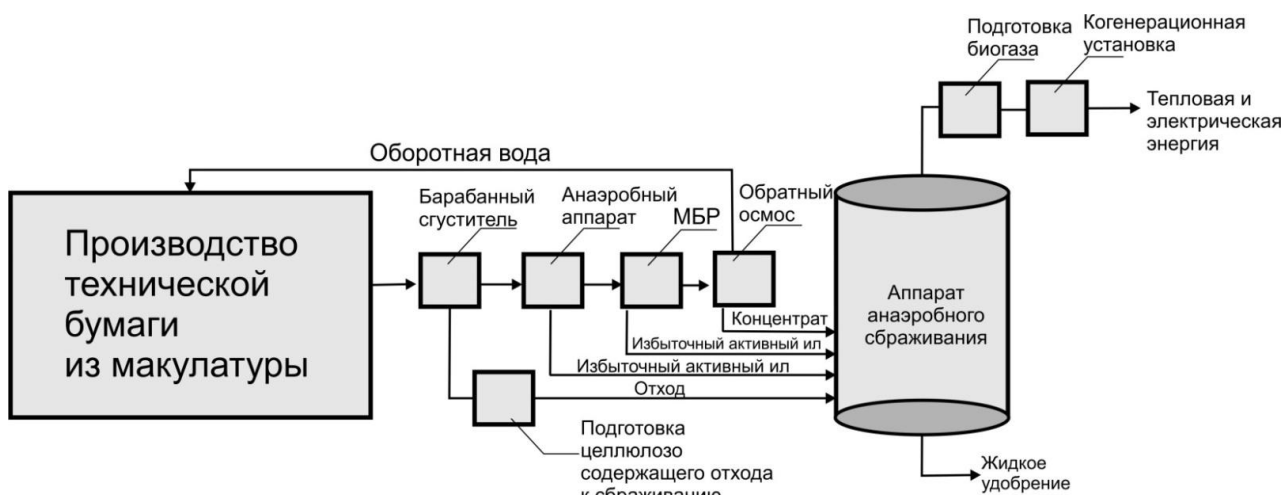 Подготовка
биогаза
Когенерационная
установка
Тепловая и
электрическая
энергия
Оборотная вода
Производство
технической
бумаги
из макулатуры
Барабанный
сгуститель
Анаэробный
аппарат
МБР
Обратный
осмос
Аппарат
анаэробного
сбраживания
Концентрат
Избыточный активный ил
Избыточный активный ил
Отход
Подготовка
целлюлозо
содержащего отхода
к сбраживанию
Жидкое
удобрение